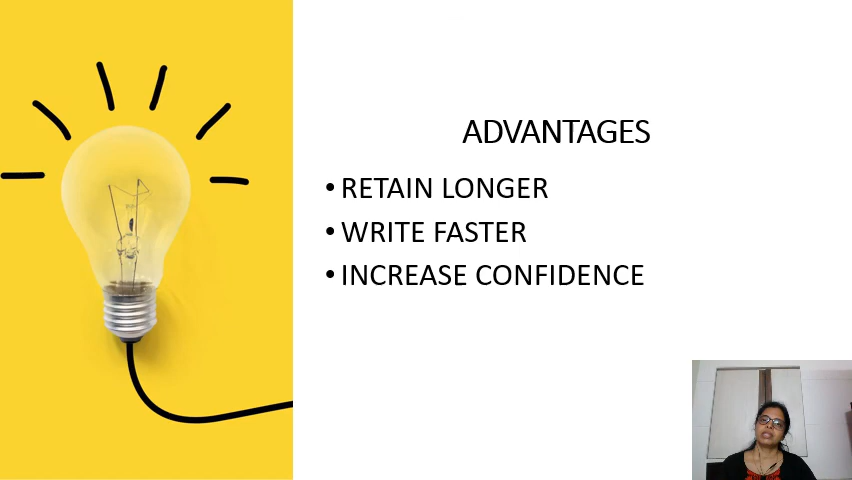 ADVANTAGES
• RETAIN LONGER
• WRITE FASTER
• INCREASE CONFIDENCE